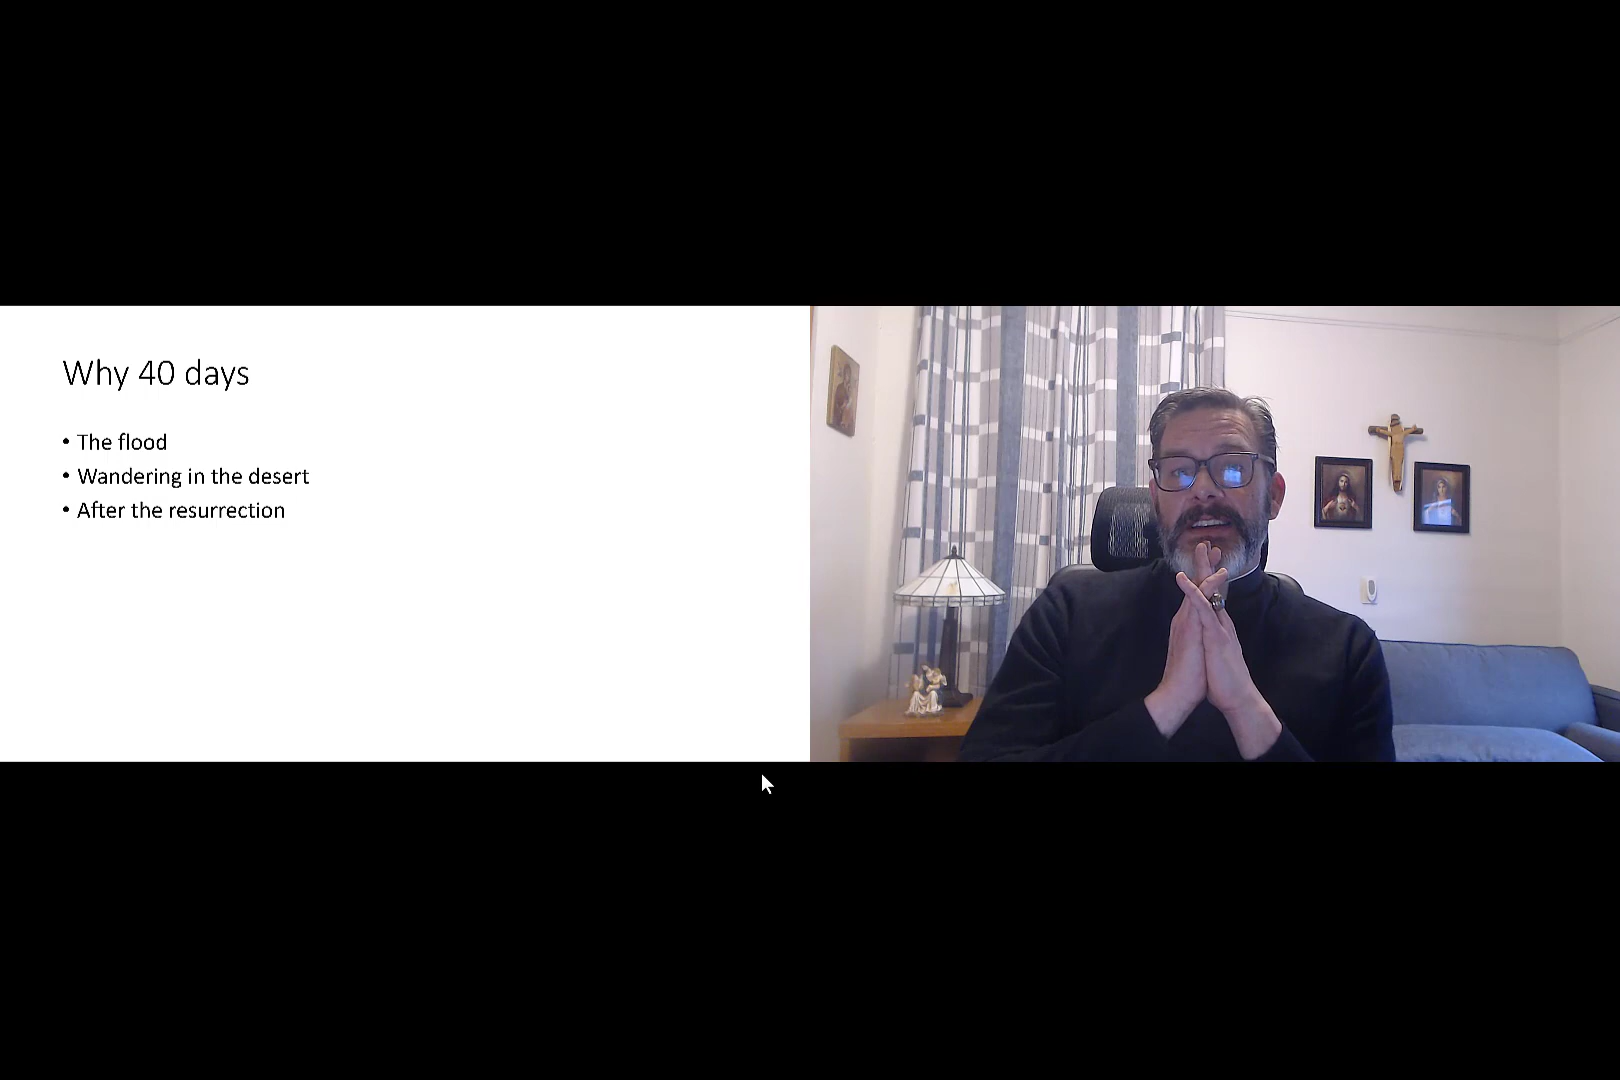 Why 40 days
• The flood
• Wandering in the desert
• After the resurrection